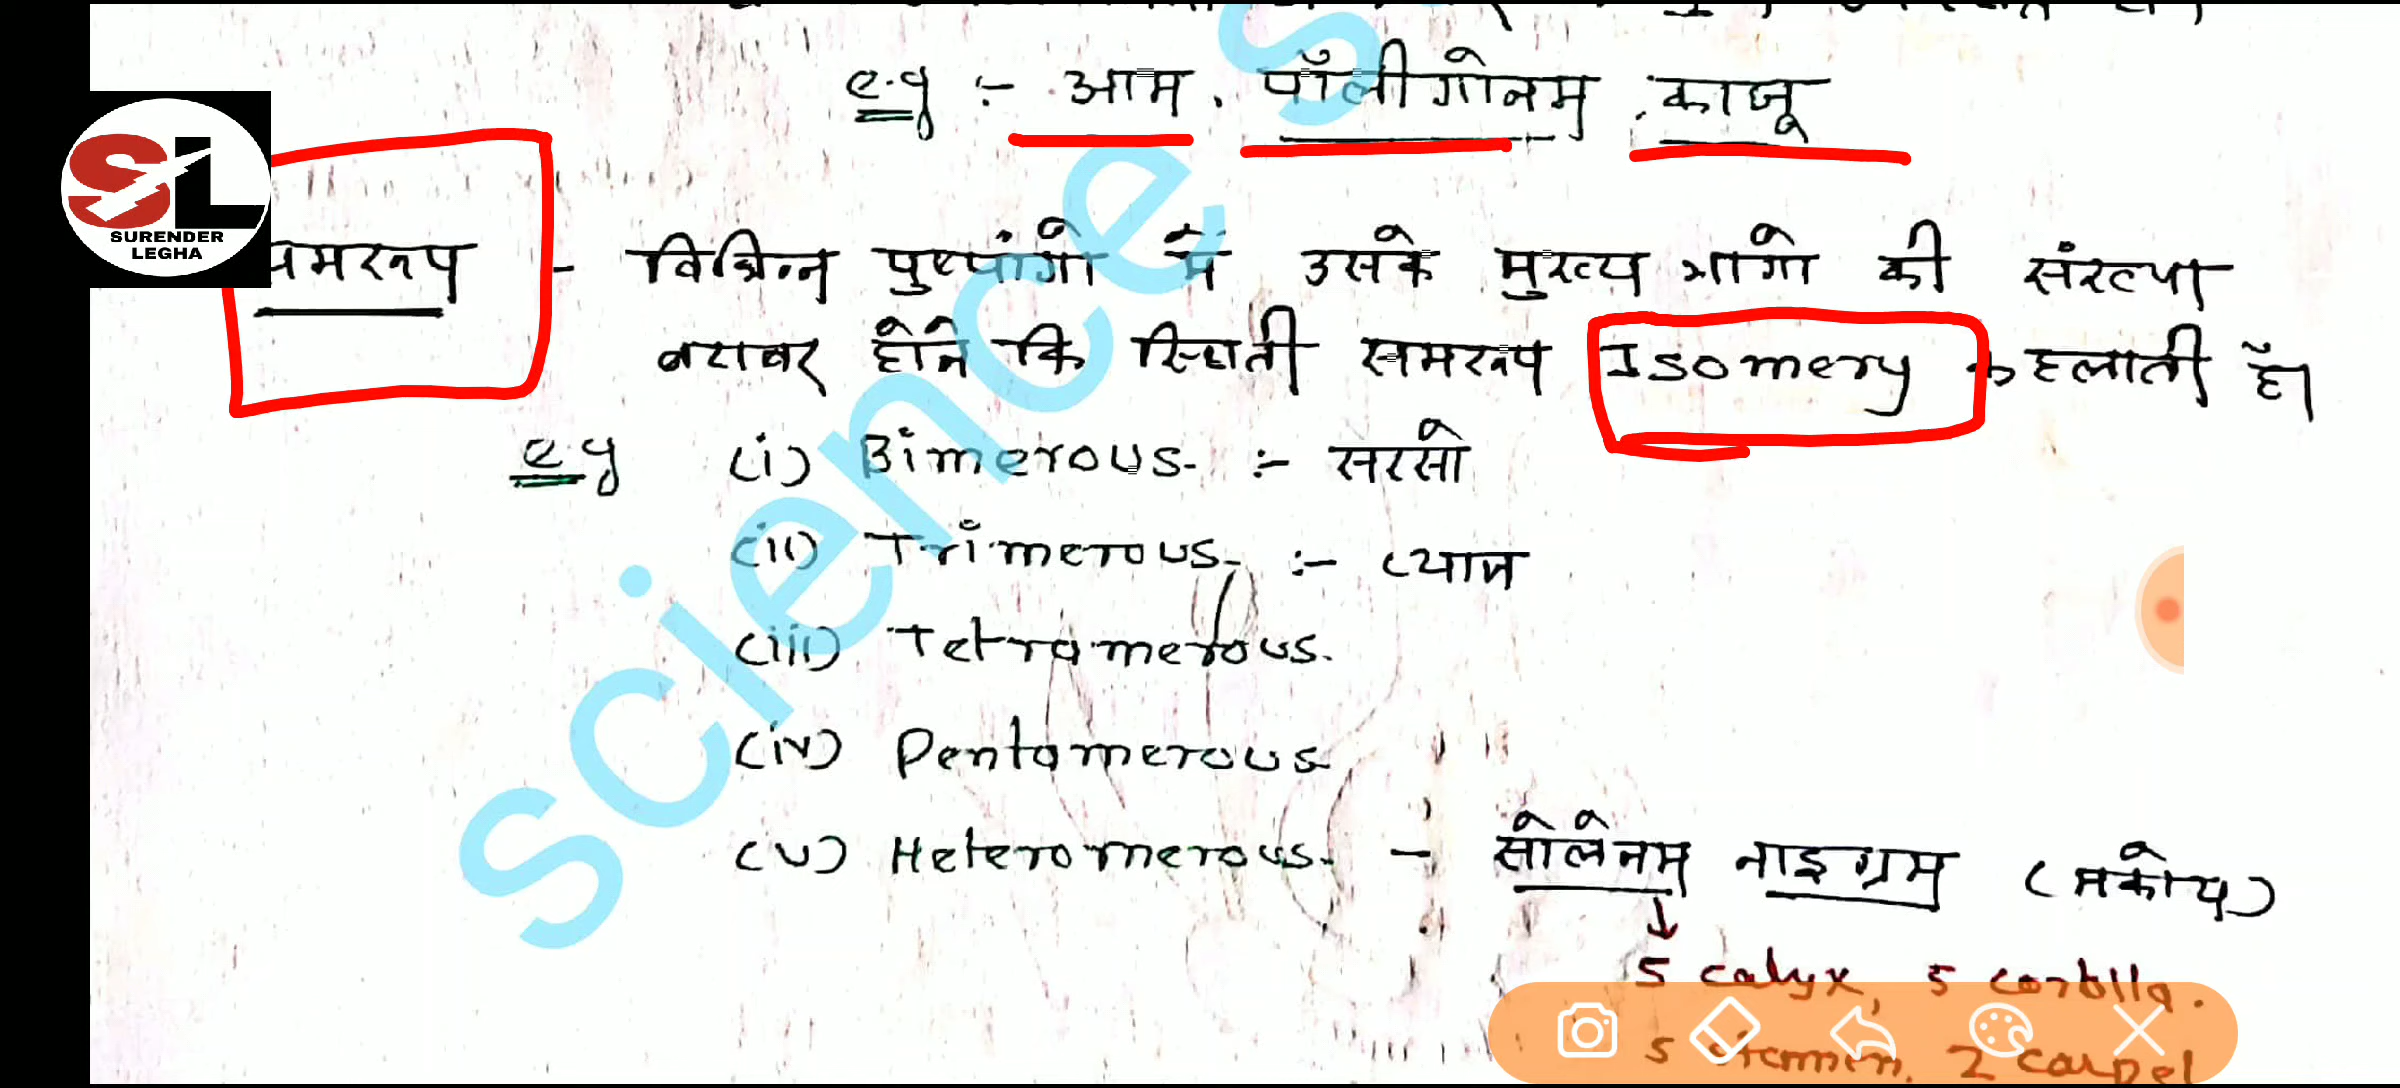 e.g :- आम, पॉलीगोनम, काजू
SL
SURENDER
LEGHA
समरूप - विभिन्न पुष्पांगो में उसके मुख्य भागो की संख्या
बराबर होने कि स्थिती समरूप Isomery कहलाती है।
e.g (i) Bimerous :- सरसो
(ii) Trimerous :- प्याज
(iii) Tetramerous.
(iv) Pentamerous
(v) Heteromerous - सोलेनम नाइग्रम (मकोय)
5 calyx, 5 corolla.
5 stamen, 2 carpel
science